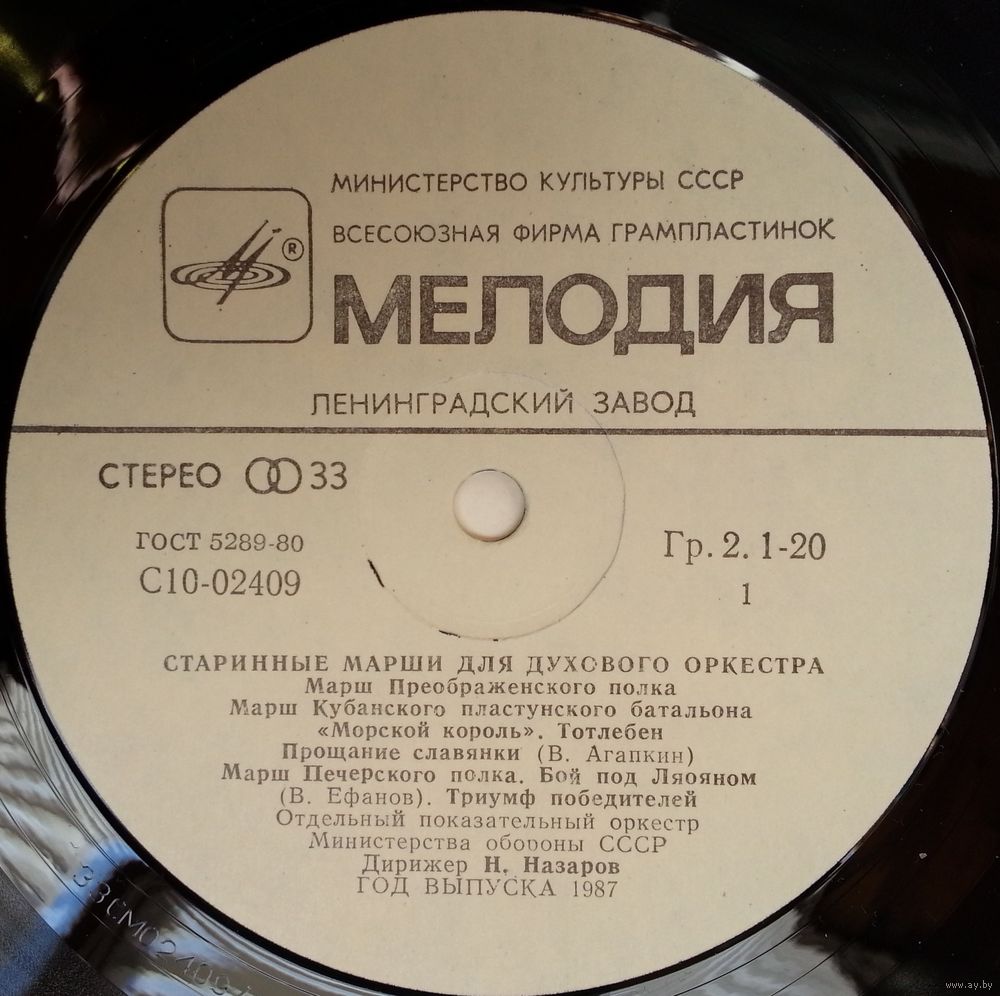 МИНИСТЕРСТВО КУЛЬТУРЫ СССР
ВСЕСОЮЗНАЯ ФИРМА ГРАМПЛАСТИНОК
®
МЕЛОДИЯ
ЛЕНИНГРАДСКИЙ ЗАВОД
СТЕРЕО 33
ГОСТ 5289-80
С10-02409
Гр. 2. 1-20
1
СТАРИННЫЕ МАРШИ ДЛЯ ДУХОВОГО ОРКЕСТРА
Марш Преображенского полка
Марш Кубанского пластунского батальона
«Морской король». Тотлебен
Прощание славянки (В. Агапкин)
Марш Печерского полка. Бой под Ляояном
(В. Ефанов). Триумф победителей
Отдельный показательный оркестр
Министерства обороны СССР
Дирижер Н. Назаров
ГОД ВЫПУСКА 1987
www.ay.by